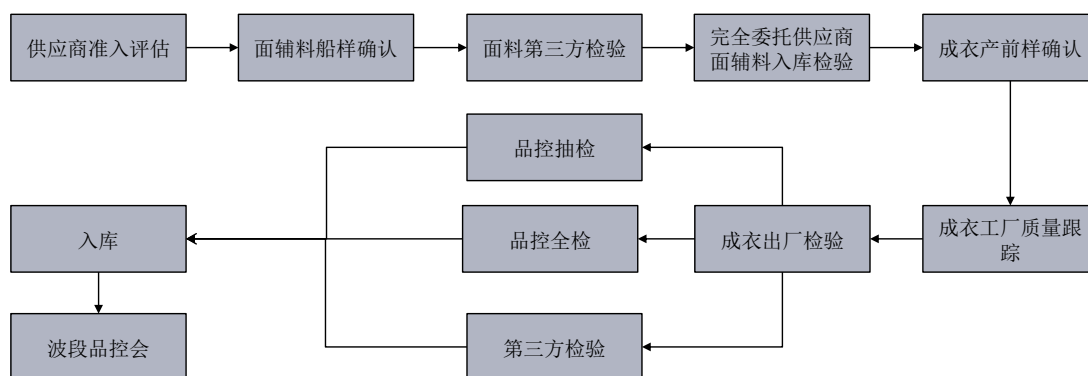 供应商准入评估
面辅料船样确认
面料第三方检验
完全委托供应商
面辅料入库检验
成衣产前样确认
品控抽检
入库
品控全检
成衣出厂检验
成衣工厂质量跟
踪
波段品控会
第三方检验